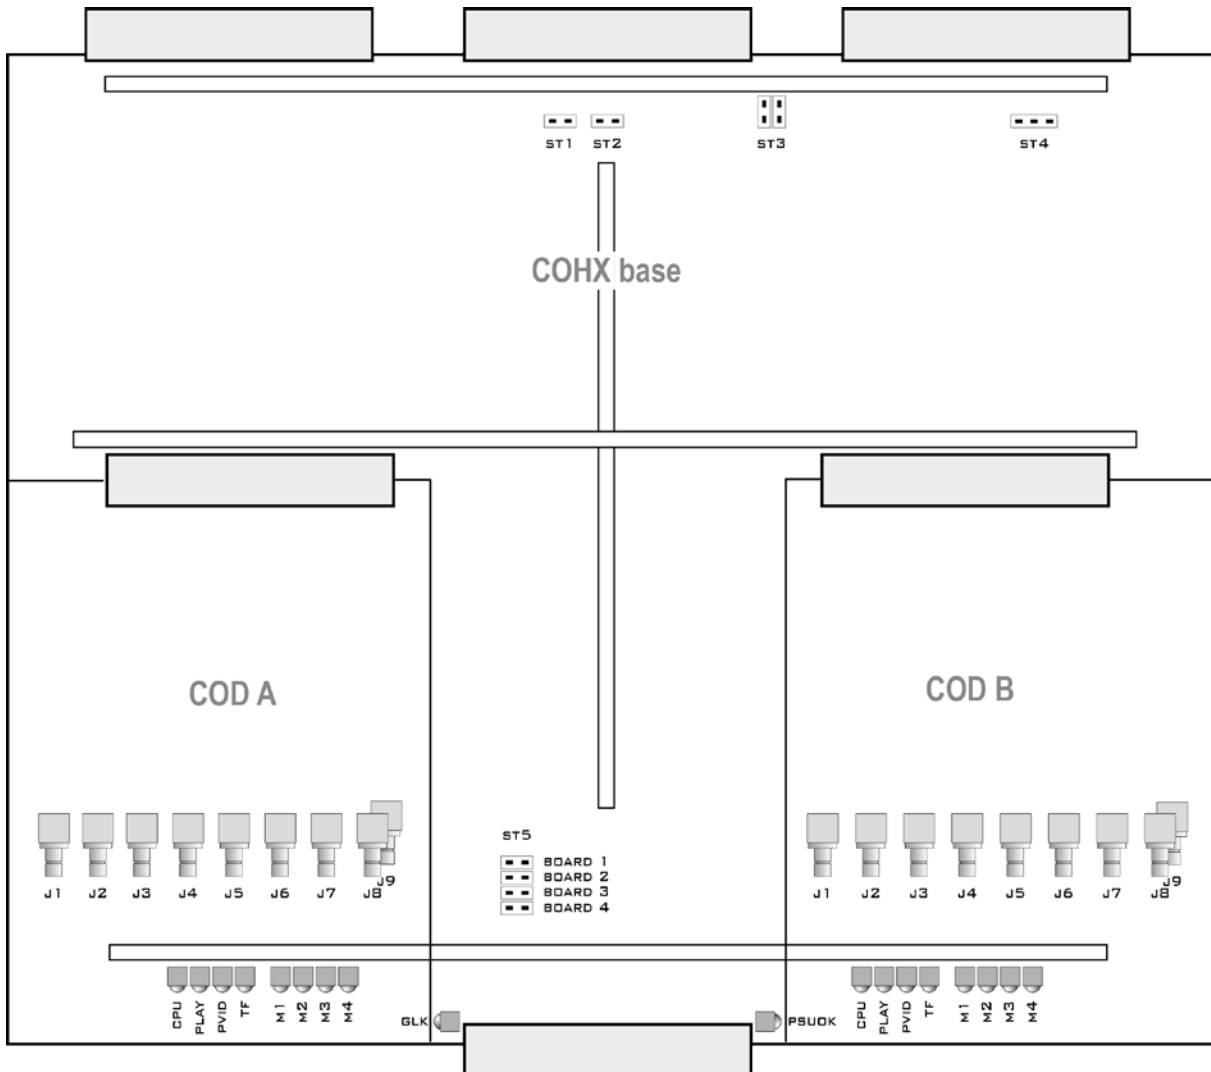 ST1 ST2 ST3 ST4
COHX base
COD A
COD B
J1 J2 J3 J4 J5 J6 J7 J8 J9
ST5
BOARD 1
BOARD 2
BOARD 3
BOARD 4
J1 J2 J3 J4 J5 J6 J7 J8 J9
CPU PLAY PVID TF M1 M2 M3 M4
GLK
PSUOK
CPU PLAY PVID TF M1 M2 M3 M4